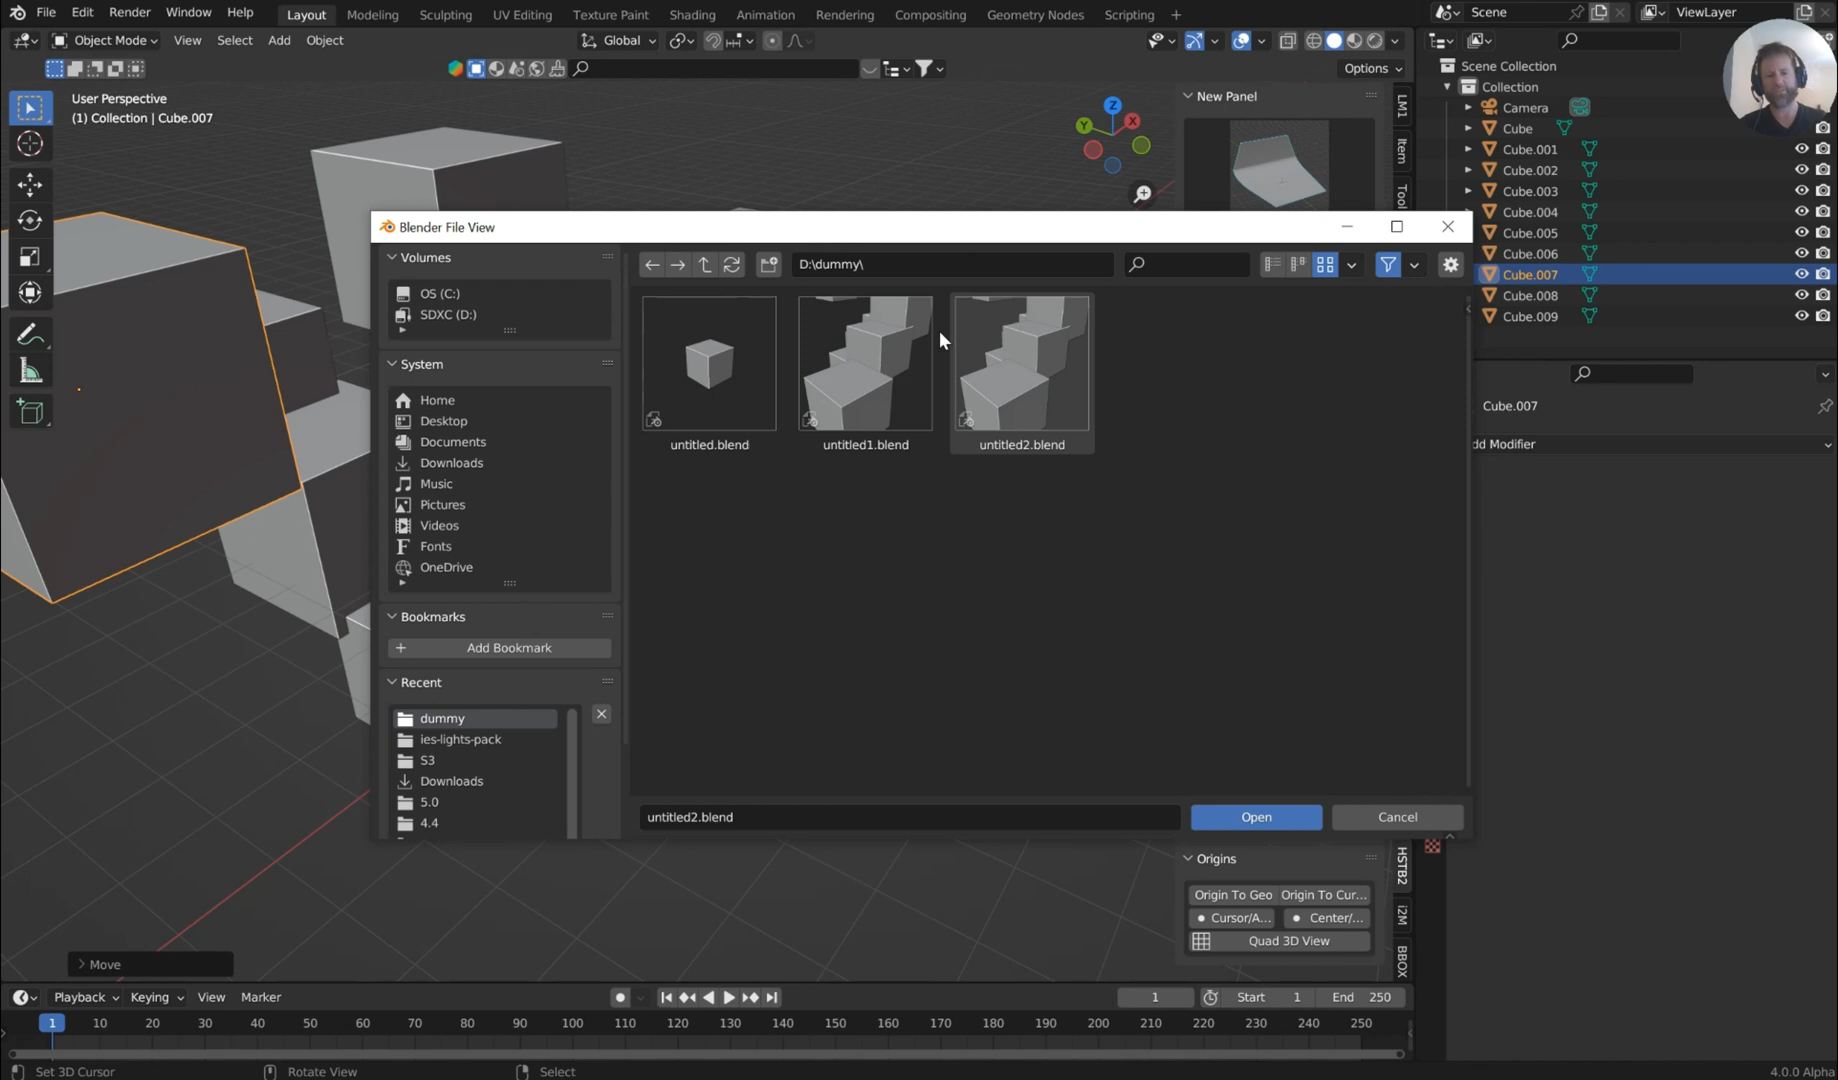 File Edit Render Window Help Layout Modeling Sculpting UV Editing Texture Paint Shading Animation Rendering Compositing Geometry Nodes Scripting + Scene ViewLayer
Object Mode View Select Add Object Global
Options
User Perspective
(1) Collection | Cube.007
Z
Y
X
New Panel
LM1
Item
Tool
Scene Collection
Collection
Camera
Cube
Cube.001
Cube.002
Cube.003
Cube.004
Cube.005
Cube.006
Cube.007
Cube.008
Cube.009
Cube.007
dd Modifier
Blender File View
Volumes
OS (C:)
SDXC (D:)
System
Home
Desktop
Documents
Downloads
Music
Pictures
Videos
Fonts
OneDrive
Bookmarks
Add Bookmark
Recent
dummy
ies-lights-pack
S3
Downloads
5.0
4.4
D:\dummy\
untitled.blend untitled1.blend untitled2.blend
untitled2.blend Open Cancel
Origins
Origin To Geo Origin To Cur...
Cursor/A... Center/...
Quad 3D View
HSTB2
i2M
BBOX
Move
Playback Keying View Marker 1 Start 1 End 250
1 10 20 30 40 50 60 70 80 90 100 110 120 130 140 150 160 170 180 190 200 210 220 230 240 250
Set 3D Cursor Rotate View Select 4.0.0 Alpha